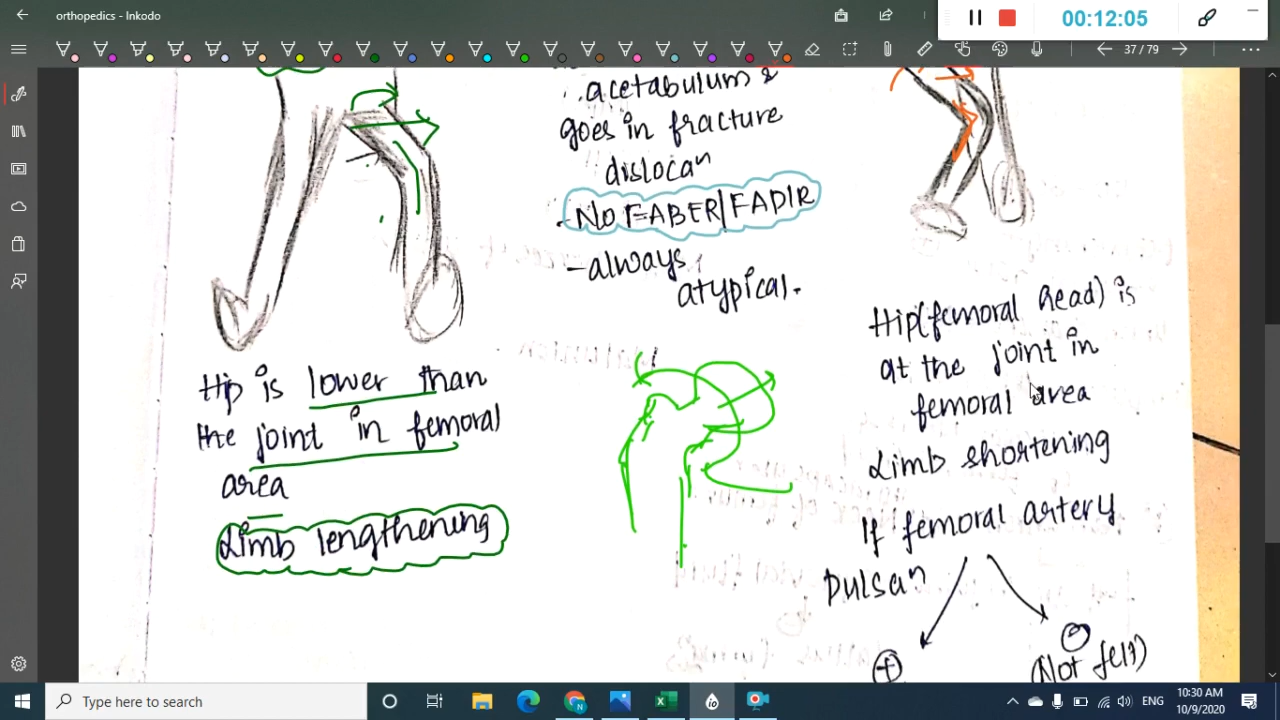 orthopedics - Inkodo
00:12:05
37 / 79
acetabulum &
goes in fracture
dislocaⁿ
- No FABER/FADIR
- always
atypical.
Hip is lower than
the joint in femoral
area
Limb lengthening
Hip (femoral head) is
at the joint in
femoral area
Limb shortening
If femoral artery
pulsaⁿ
+
(Not felt)
Type here to search
ENG
10:30 AM
10/9/2020